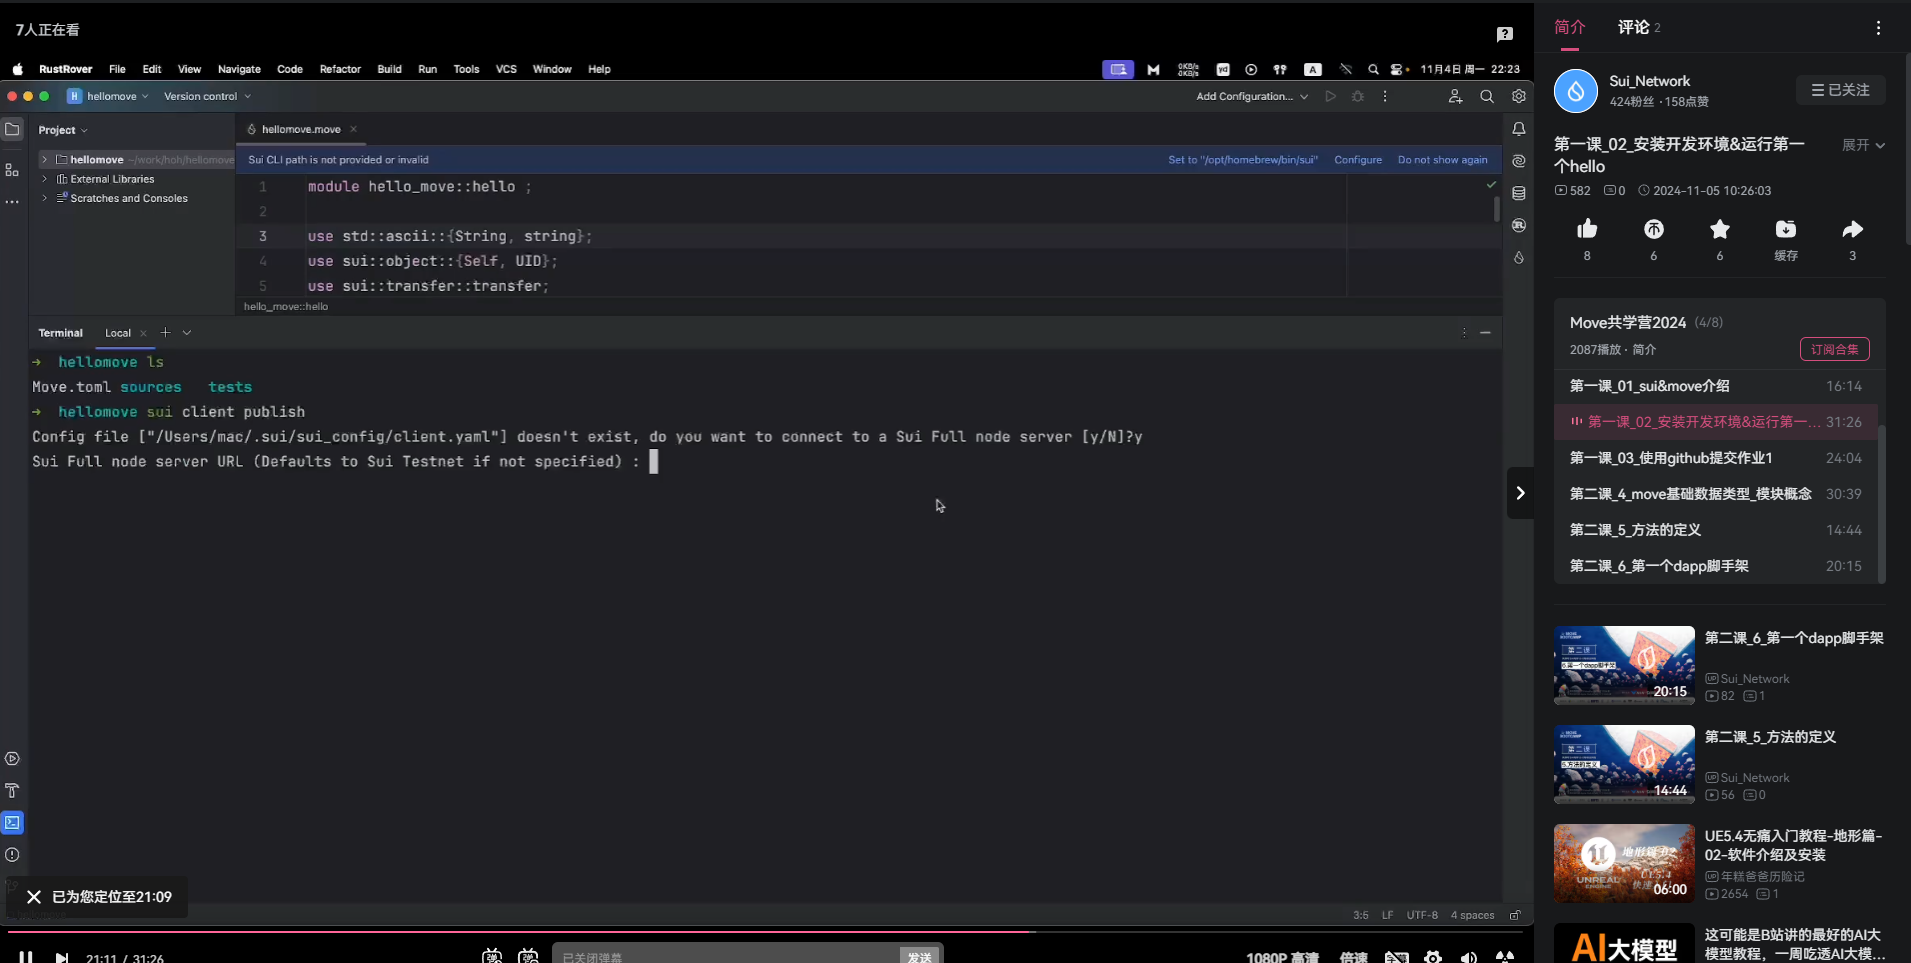 7人正在看
RustRover File Edit View Navigate Code Refactor Build Run Tools VCS Window Help
0KB/s
0KB/s
A
11月4日 周一 22:23
H hellomove Version control
Add Configuration...
Project
hellomove ~/work/hoh/hellomove
External Libraries
Scratches and Consoles
hellomove.move
Sui CLI path is not provided or invalid
Set to "/opt/homebrew/bin/sui" Configure Do not show again
1 module hello_move::hello ;
2
3 use std::ascii::{String, string};
4 use sui::object::{Self, UID};
5 use sui::transfer::transfer;
hello_move::hello
Terminal Local
→ hellomove ls
Move.toml sources tests
→ hellomove sui client publish
Config file ["/Users/mac/.sui/sui_config/client.yaml"] doesn't exist, do you want to connect to a Sui Full node server [y/N]?y
Sui Full node server URL (Defaults to Sui Testnet if not specified) :
已为您定位至21:09
3:5 LF UTF-8 4 spaces
21:11 / 31:26
已关闭弹幕
发送
1080P 高清 倍速
简介 评论 2
Sui_Network
424粉丝 · 158点赞
已关注
第一课_02_安装开发环境&运行第一个hello
展开
582 0 2024-11-05 10:26:03
8 6 6 缓存 3
Move共学营2024 (4/8)
2087播放 · 简介
订阅合集
第一课_01_sui&move介绍 16:14
第一课_02_安装开发环境&运行第一... 31:26
第一课_03_使用github提交作业1 24:04
第二课_4_move基础数据类型_模块概念 30:39
第二课_5_方法的定义 14:44
第二课_6_第一个dapp脚手架 20:15
第二课
20:15
第二课_6_第一个dapp脚手架
Sui_Network
82 1
第二课
14:44
第二课_5_方法的定义
Sui_Network
56 0
UNREAL
06:00
UE5.4无痛入门教程-地形篇-
02-软件介绍及安装
年糕爸爸历险记
2654 1
AI大模型
这可能是B站讲的最好的AI大
模型教程，一周吃透AI大模...